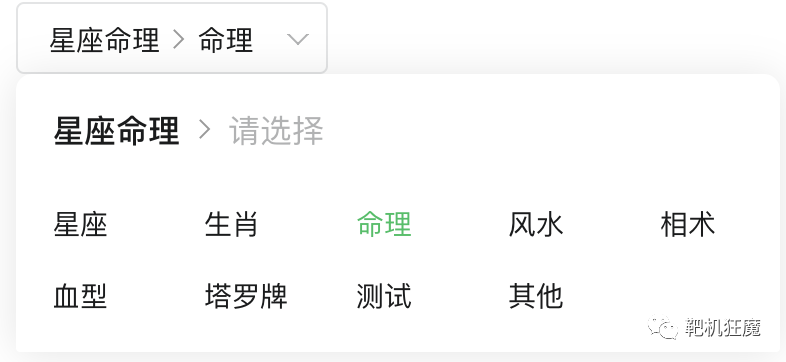 星座命理 > 命理
星座命理 > 请选择
星座 生肖 命理 风水 相术
血型 塔罗牌 测试 其他
靶机狂魔